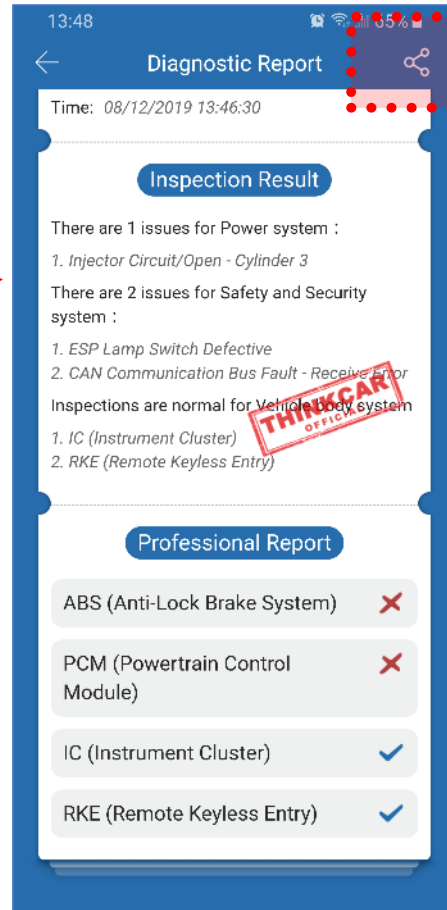 13:48
65%
Diagnostic Report
Time: 08/12/2019 13:46:30
Inspection Result
There are 1 issues for Power system：
1. Injector Circuit/Open - Cylinder 3
There are 2 issues for Safety and Security
system：
1. ESP Lamp Switch Defective
2. CAN Communication Bus Fault - Receive Error
Inspections are normal for Vehicle body system
1. IC (Instrument Cluster)
2. RKE (Remote Keyless Entry)
THINKCAR
OFFICIAL
Professional Report
ABS (Anti-Lock Brake System)
PCM (Powertrain Control
Module)
IC (Instrument Cluster)
RKE (Remote Keyless Entry)